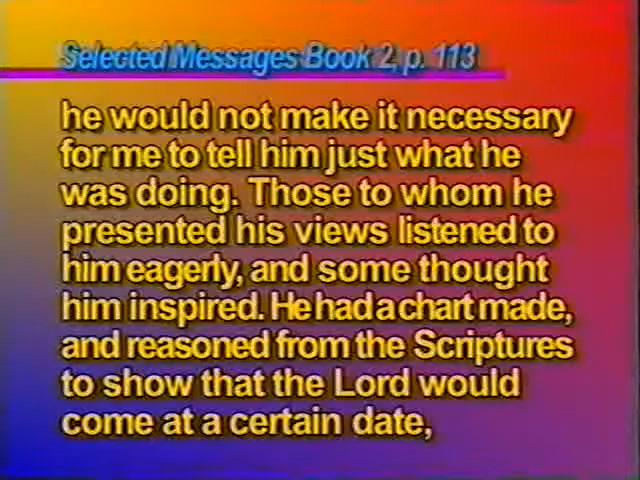 Selected Messages Book 2, p. 113
he would not make it necessary
for me to tell him just what he
was doing. Those to whom he
presented his views listened to
him eagerly, and some thought
him inspired. He had a chart made,
and reasoned from the Scriptures
to show that the Lord would
come at a certain date,